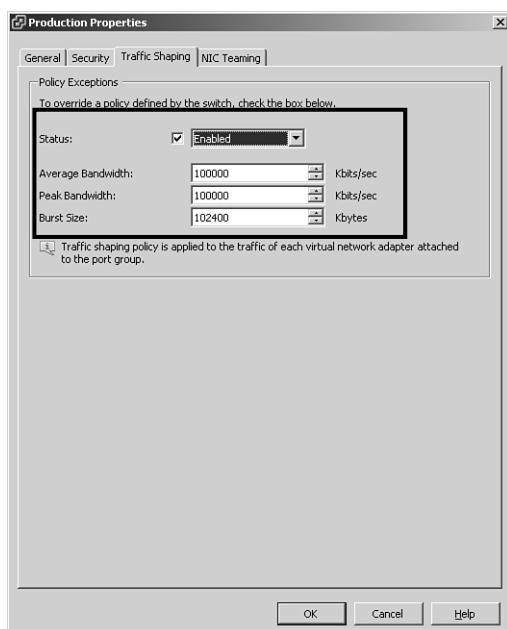 Production Properties
General Security Traffic Shaping NIC Teaming
Policy Exceptions
To override a policy defined by the switch, check the box below.
Status: Enabled
Average Bandwidth: 100000 Kbits/sec
Peak Bandwidth: 100000 Kbits/sec
Burst Size: 102400 Kbytes
Traffic shaping policy is applied to the traffic of each virtual network adapter attached
to the port group.
OK Cancel Help